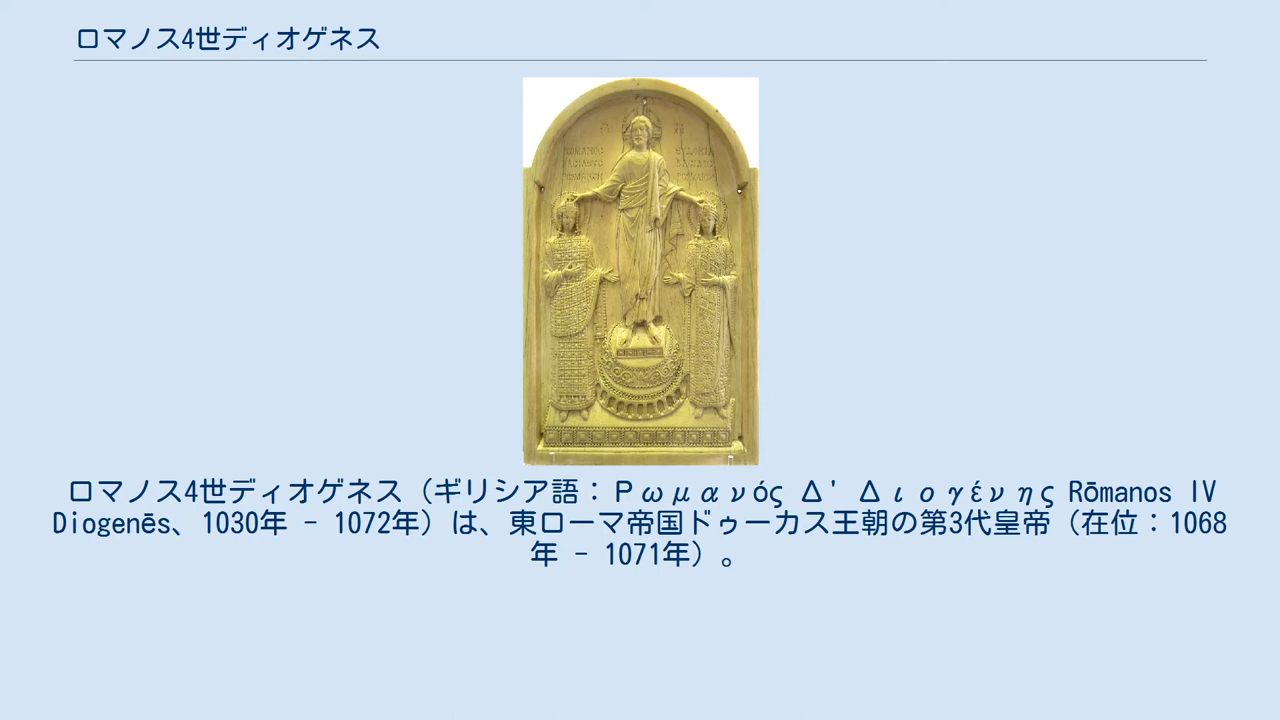 ロマノス4世ディオゲネス
ロマノス4世ディオゲネス（ギリシア語：Ρωμανός Δ' Διογένης Rōmanos IV
Diogenēs、1030年 - 1072年）は、東ローマ帝国ドゥーカス王朝の第3代皇帝（在位：1068
年 - 1071年）。